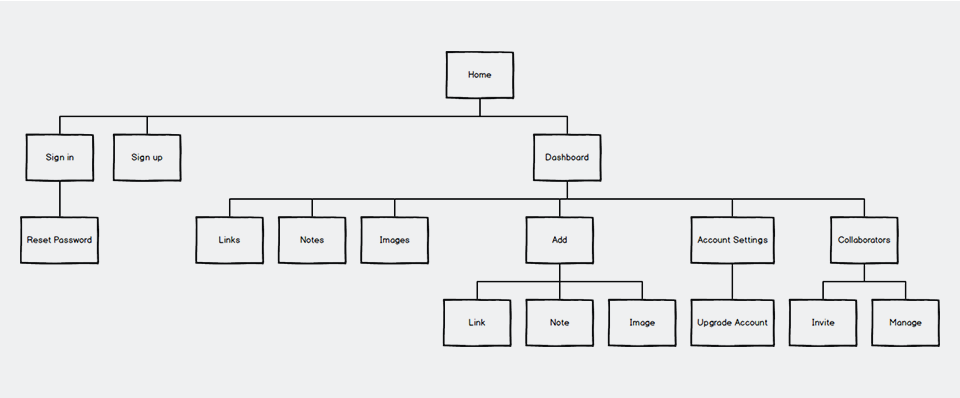 Home
Sign in
Sign up
Dashboard
Reset Password
Links
Notes
Images
Add
Account Settings
Collaborators
Link
Note
Image
Upgrade Account
Invite
Manage